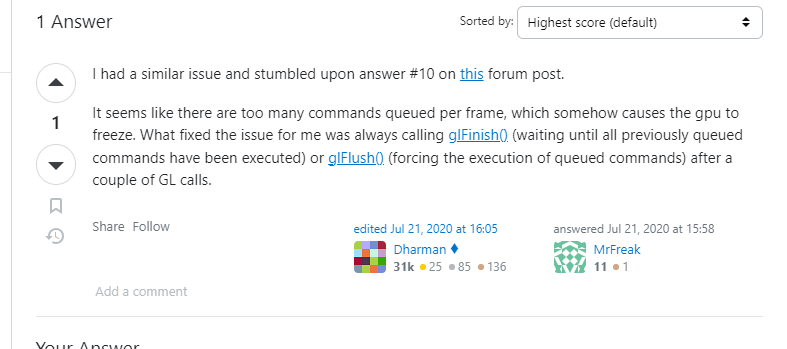 1 Answer
Sorted by:
Highest score (default)
I had a similar issue and stumbled upon answer #10 on this forum post.
1
It seems like there are too many commands queued per frame, which somehow causes the gpu to
freeze. What fixed the issue for me was always calling glFinish() (waiting until all previously queued
commands have been executed) or glFlush() (forcing the execution of queued commands) after a
couple of GL calls.
Share Follow
edited Jul 21, 2020 at 16:05
Dharman
31k 25 85 136
answered Jul 21, 2020 at 15:58
MrFreak
11 1
Add a comment
Your Answer